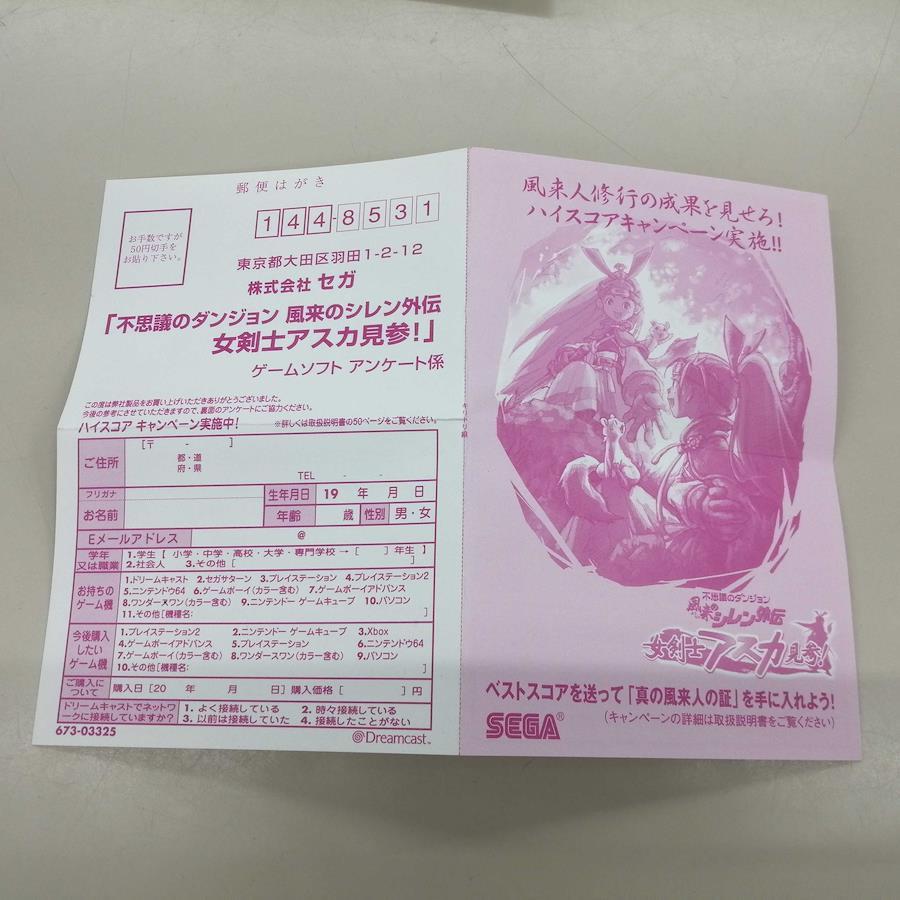 郵便はがき
お手数ですが
50円切手を
お貼り下さい。
144-8531
東京都大田区羽田1-2-12
株式会社 セガ
「不思議のダンジョン 風来のシレン外伝
女剣士アスカ見参!」
ゲームソフト アンケート係
この度は弊社製品をお買い上げいただきありがとうございました。
今後の参考にさせていただきますので、裏面のアンケートにご協力ください。
ハイスコア キャンペーン実施中! ※詳しくは取扱説明書の50ページをご覧ください。
ご住所 [〒 - ]
都・道
府・県
TEL - -
フリガナ
お名前
生年月日 19 年 月 日
年齢 歳 性別 男・女
Eメールアドレス @
学年
又は職業
1.学生【 小学・中学・高校・大学・専門学校→[ ]年生 】
2.社会人 3.その他[ ]
お持ちの
ゲーム機
1.ドリームキャスト 2.セガサターン 3.プレイステーション 4.プレイステーション2
5.ニンテンドウ64 6.ゲームボーイ(カラー含む) 7.ゲームボーイアドバンス
8.ワンダースワン(カラー含む) 9.ニンテンドー ゲームキューブ 10.パソコン
11.その他[機種名: ]
今後購入
したい
ゲーム機
1.プレイステーション2 2.ニンテンドー ゲームキューブ 3.Xbox
4.ゲームボーイアドバンス 5.プレイステーション 6.ニンテンドウ64
7.ゲームボーイ(カラー含む) 8.ワンダースワン(カラー含む) 9.パソコン
10.その他[機種名: ]
ご購入に
ついて
購入日[20 年 月 日] 購入価格[ ]円
ドリームキャストでネットワ
ークに接続していますか?
1. よく接続している 2. 時々接続している
3. 以前は接続していた 4. 接続したことがない
673-03325
Dreamcast™
キリトリ線
風来人修行の成果を見せろ!
ハイスコアキャンペーン実施!!
不思議のダンジョン
風来のシレン外伝
女剣士アスカ見参!
ベストスコアを送って「真の風来人の証」を手に入れよう!
SEGA®
(キャンペーンの詳細は取扱説明書をご覧ください)